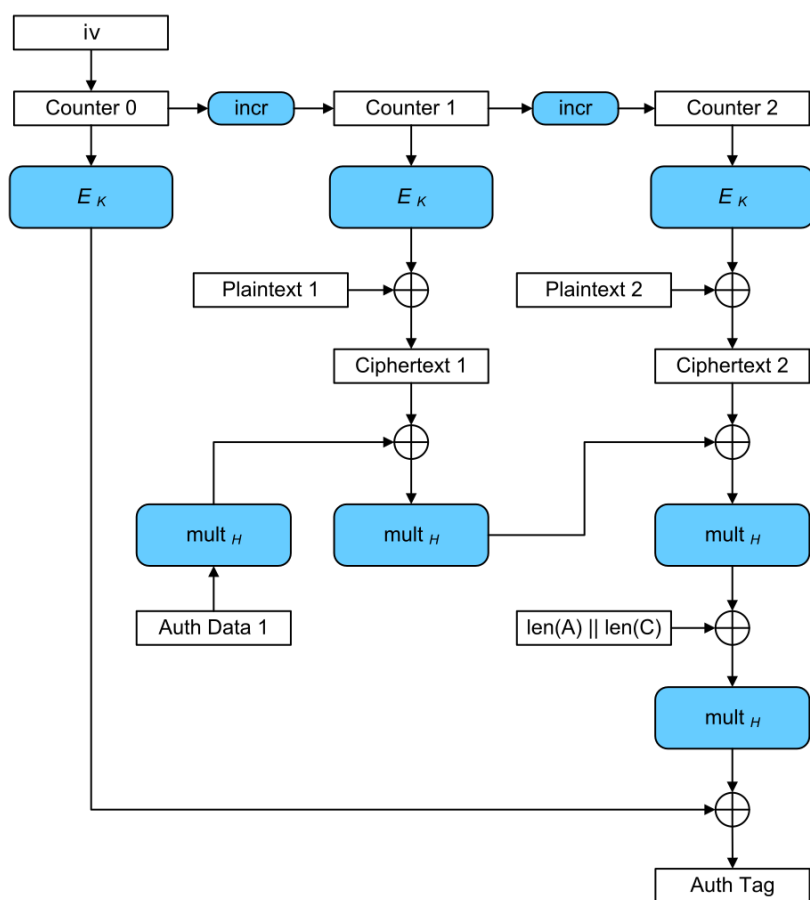 iv
Counter 0
incr
Counter 1
incr
Counter 2
E K
E K
E K
Plaintext 1
Plaintext 2
Ciphertext 1
Ciphertext 2
mult H
mult H
mult H
Auth Data 1
len(A) || len(C)
mult H
Auth Tag